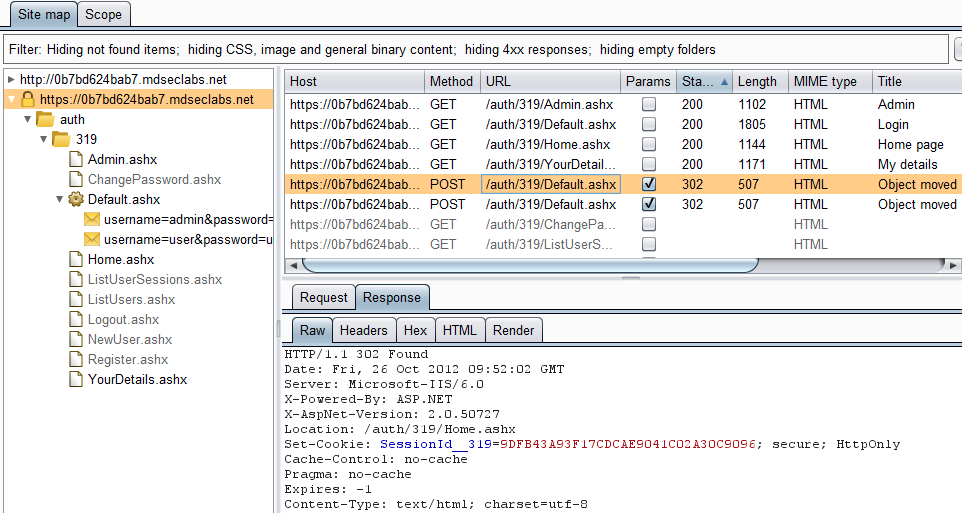 Site map Scope
Filter: Hiding not found items; hiding CSS, image and general binary content; hiding 4xx responses; hiding empty folders
http://0b7bd624bab7.mdseclabs.net
https://0b7bd624bab7.mdseclabs.net
auth
319
Admin.ashx
ChangePassword.ashx
Default.ashx
username=admin&password=
username=user&password=u
Home.ashx
ListUserSessions.ashx
ListUsers.ashx
Logout.ashx
NewUser.ashx
Register.ashx
YourDetails.ashx
Host Method URL Params Sta... Length MIME type Title
https://0b7bd624bab... GET /auth/319/Admin.ashx 200 1102 HTML Admin
https://0b7bd624bab... GET /auth/319/Default.ashx 200 1805 HTML Login
https://0b7bd624bab... GET /auth/319/Home.ashx 200 1144 HTML Home page
https://0b7bd624bab... GET /auth/319/YourDetail... 200 1171 HTML My details
https://0b7bd624bab... POST /auth/319/Default.ashx 302 507 HTML Object moved
https://0b7bd624bab... POST /auth/319/Default.ashx 302 507 HTML Object moved
https://0b7bd624bab... GET /auth/319/ChangePa... HTML
https://0b7bd624bab... GET /auth/319/ListUserS... HTML
Request Response
Raw Headers Hex HTML Render
HTTP/1.1 302 Found
Date: Fri, 26 Oct 2012 09:52:02 GMT
Server: Microsoft-IIS/6.0
X-Powered-By: ASP.NET
X-AspNet-Version: 2.0.50727
Location: /auth/319/Home.ashx
Set-Cookie: SessionId__319=9DFB43A93F17CDCAE9041C02A30C9096; secure; HttpOnly
Cache-Control: no-cache
Pragma: no-cache
Expires: -1
Content-Type: text/html; charset=utf-8